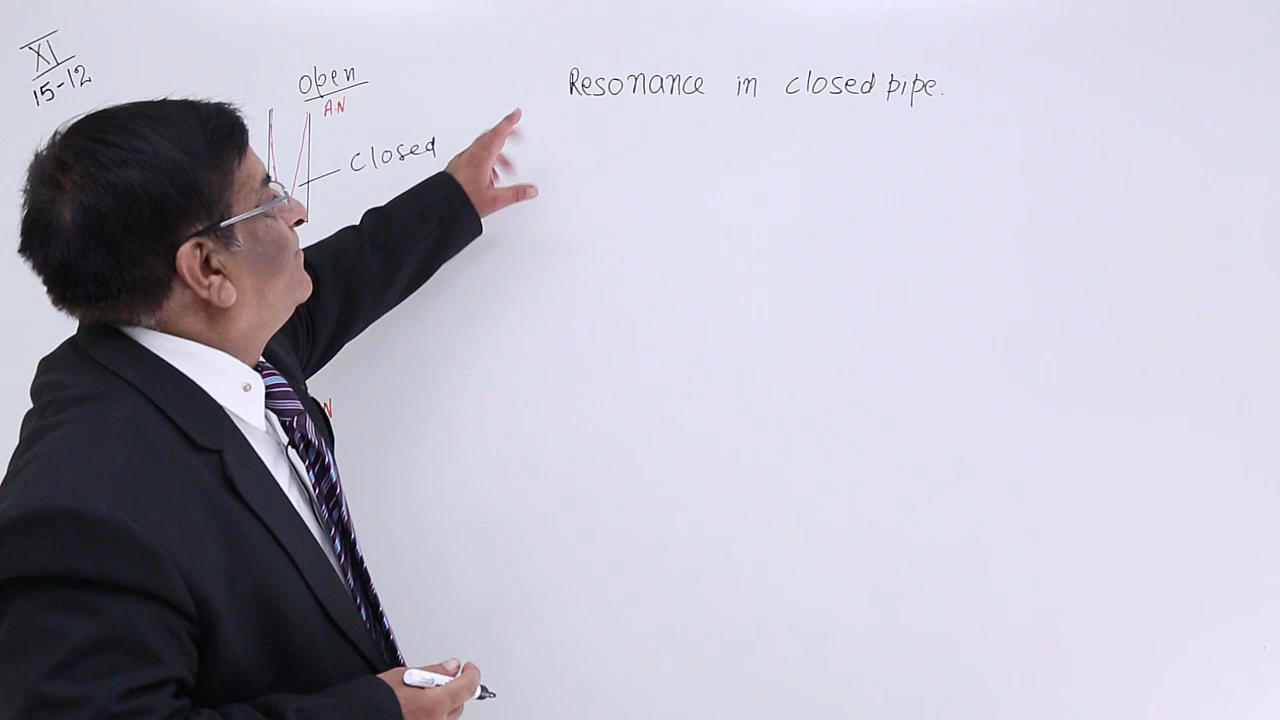 XI
15-12
open
A.N
closed
Resonance in closed pipe.
N